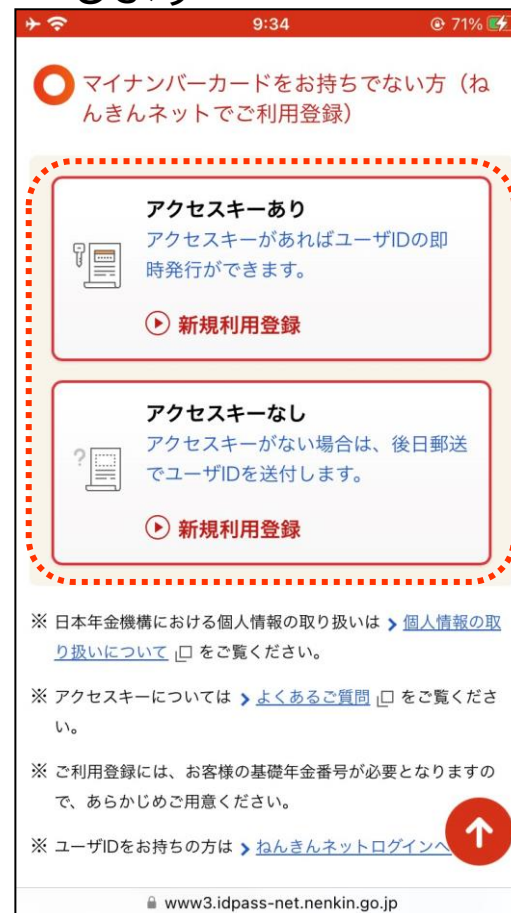 します
9:34
71%
マイナンバーカードをお持ちでない方（ね
んきんネットでご利用登録）
アクセスキーあり
アクセスキーがあればユーザIDの即
時発行ができます。
新規利用登録
アクセスキーなし
アクセスキーがない場合は、後日郵送
でユーザIDを送付します。
新規利用登録
※ 日本年金機構における個人情報の取り扱いは 個人情報の取
り扱いについて をご覧ください。
※ アクセスキーについては よくあるご質問 をご覧くださ
い。
※ ご利用登録には、お客様の基礎年金番号が必要となりますの
で、あらかじめご用意ください。
※ ユーザIDをお持ちの方は ねんきんネットログインへ
www3.idpass-net.nenkin.go.jp